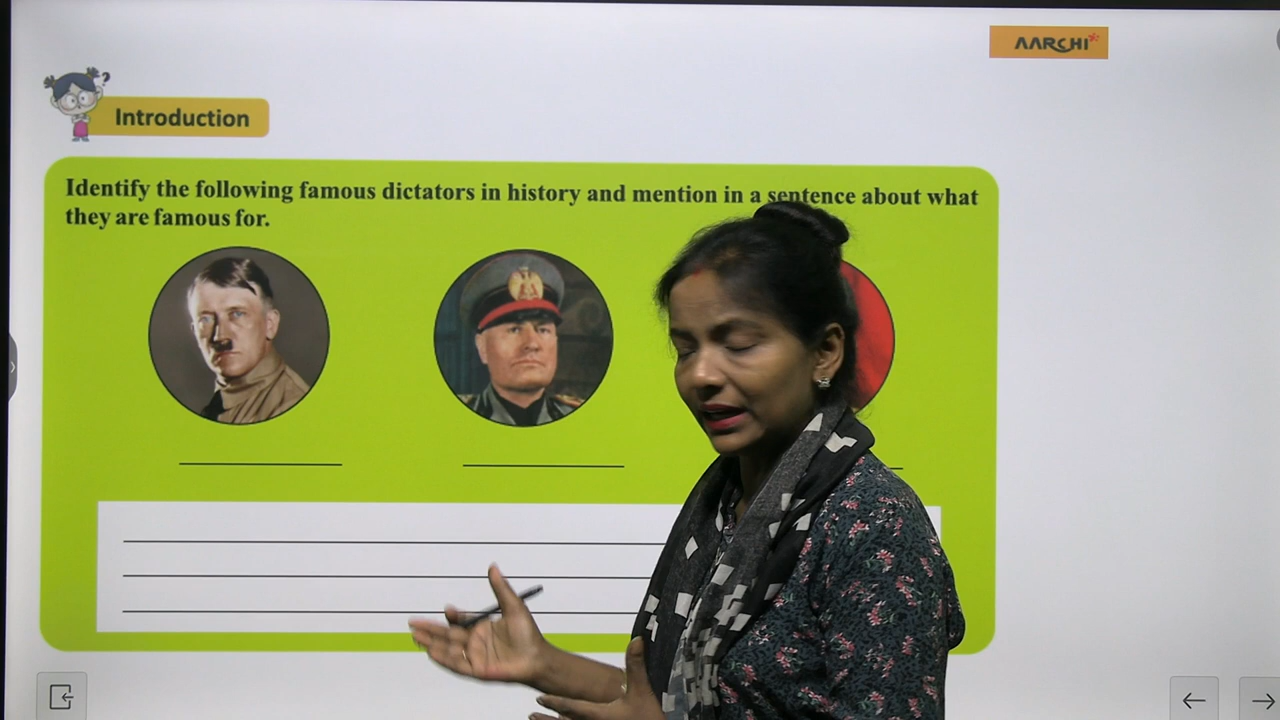 AARCHI*
Introduction
Identify the following famous dictators in history and mention in a sentence about what
they are famous for.